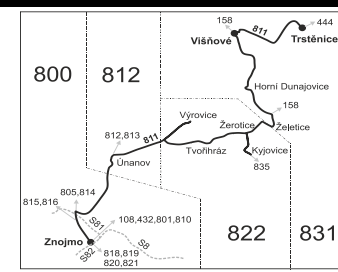 158
444
811
Višňové
Trstěnice
800
812
Horní Dunajovice
158
Výrovice
812,813
811
Žerotice
Želetice
Únanov
Tvořihráz
Kyjovice
835
805,814
815,816
S81
108,432,801,810
822
831
Znojmo
S82
S8
818,819
820,821